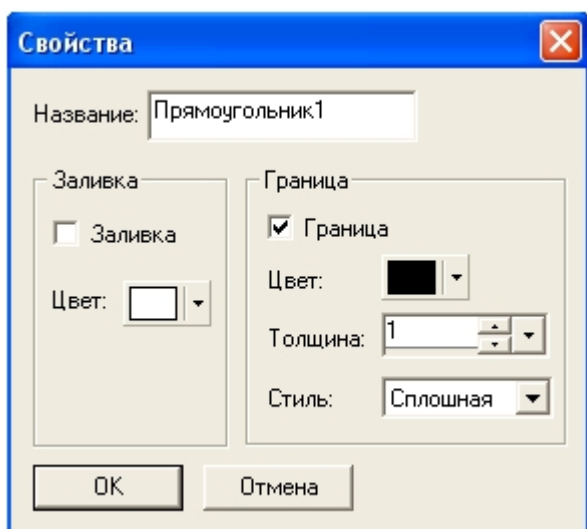 Свойства
Название: Прямоугольник1
Заливка
Заливка
Цвет:
Граница
Граница
Цвет:
Толщина: 1
Стиль: Сплошная
OK Отмена